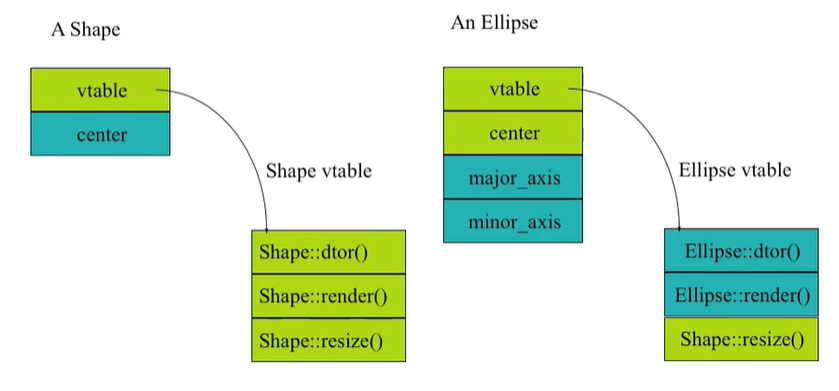 A Shape
vtable
center
Shape vtable
Shape::dtor()
Shape::render()
Shape::resize()
An Ellipse
vtable
center
major_axis
minor_axis
Ellipse vtable
Ellipse::dtor()
Ellipse::render()
Shape::resize()